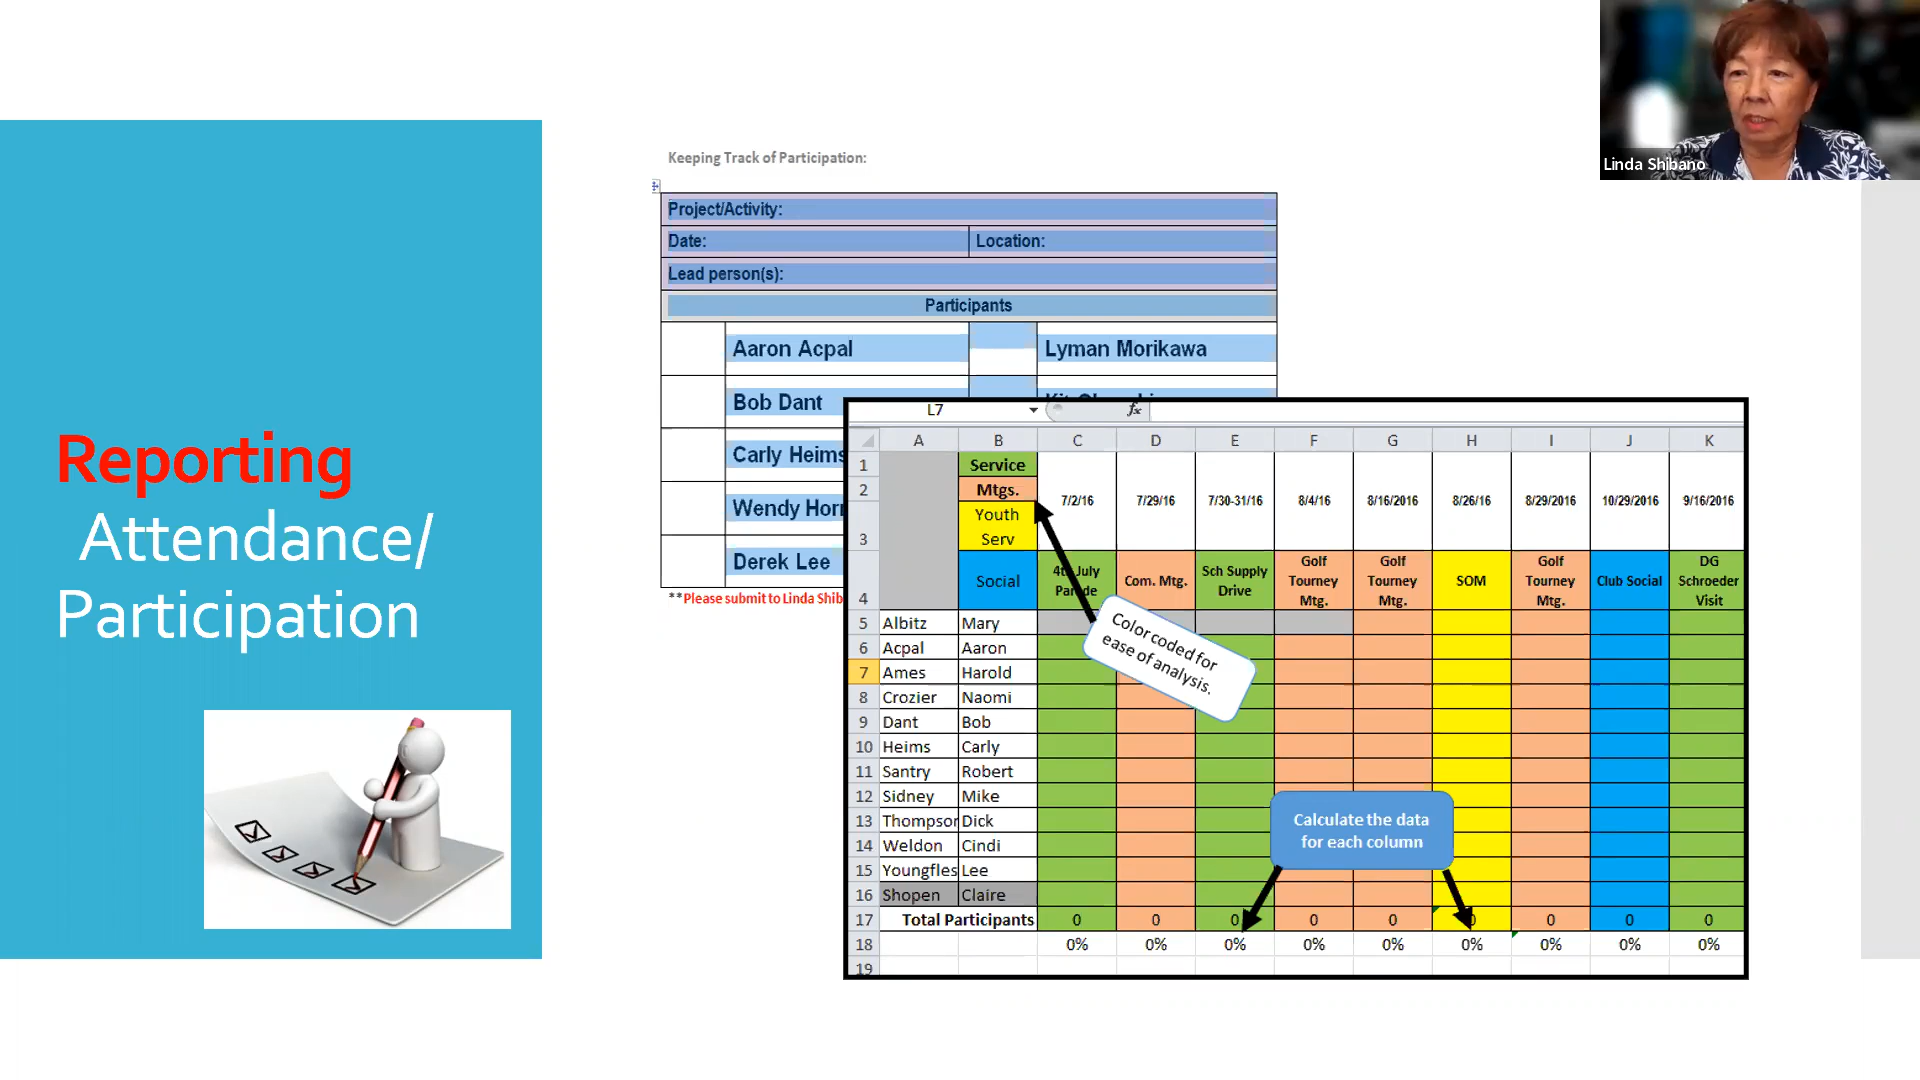 Linda Shibano
Reporting
Attendance/
Participation
Keeping Track of Participation:
Project/Activity:
Date: Location:
Lead person(s):
Participants
Aaron Acpal Lyman Morikawa
Bob Dant
Carly Heims
Wendy Horn
Derek Lee
**Please submit to Linda Shib
L7 fx
A B C D E F G H I J K
1 Service
2 Mtgs. 7/2/16 7/29/16 7/30-31/16 8/4/16 8/16/2016 8/26/16 8/29/2016 10/29/2016 9/16/2016
Youth
3 Serv
4 Social 4th July Parade Com. Mtg. Sch Supply Drive Golf Tourney Mtg. Golf Tourney Mtg. SOM Golf Tourney Mtg. Club Social DG Schroeder Visit
5 Albitz Mary
6 Acpal Aaron
7 Ames Harold
8 Crozier Naomi
9 Dant Bob
10 Heims Carly
11 Santry Robert
12 Sidney Mike
13 Thompson Dick
14 Weldon Cindi
15 Youngfles Lee
16 Shopen Claire
17 Total Participants 0 0 0 0 0 0 0 0 0
18 0% 0% 0% 0% 0% 0% 0% 0% 0%
19
Color coded for
ease of analysis.
Calculate the data
for each column